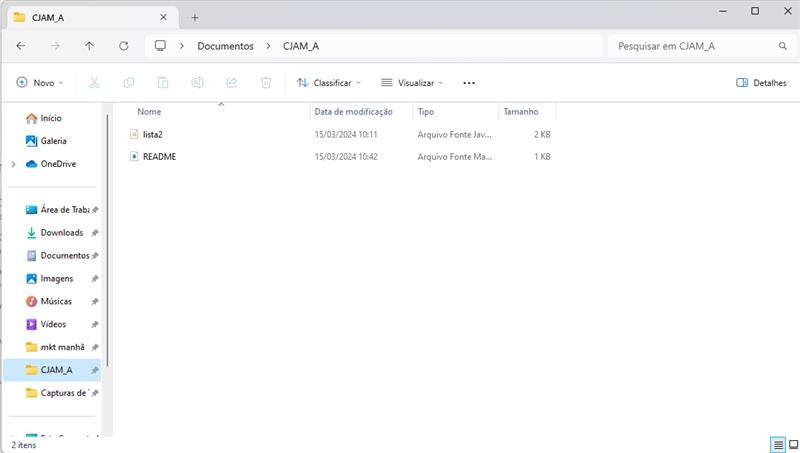 CJAM_A
Documentos > CJAM_A
Pesquisar em CJAM_A
Novo
Classificar
Visualizar
Detalhes
Nome Data de modificação Tipo Tamanho
lista2 15/03/2024 10:11 Arquivo Fonte Jav... 2 KB
README 15/03/2024 10:42 Arquivo Fonte Ma... 1 KB
Início
Galeria
OneDrive
Área de Traba
Downloads
Documentos
Imagens
Músicas
Vídeos
mkt manhã
CJAM_A
Capturas de
2 itens